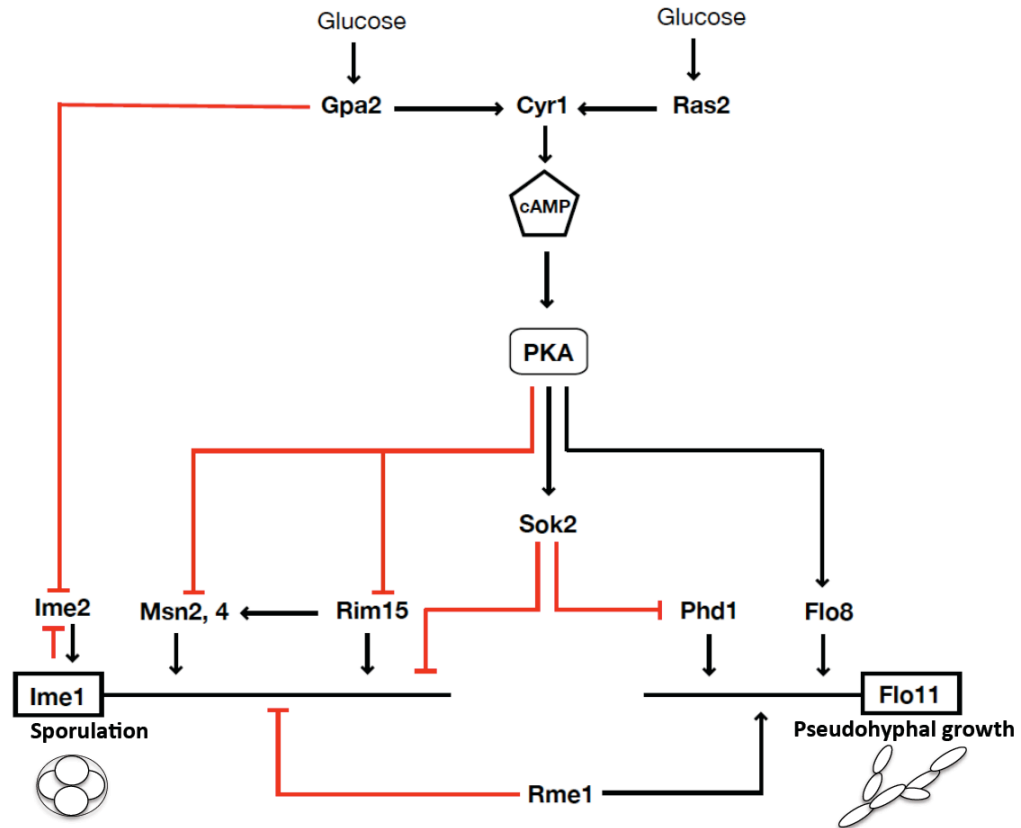 Glucose
Glucose
Gpa2
Cyr1
Ras2
cAMP
PKA
Sok2
Ime2
Msn2, 4
Rim15
Phd1
Flo8
Ime1
Flo11
Sporulation
Pseudohyphal growth
Rme1